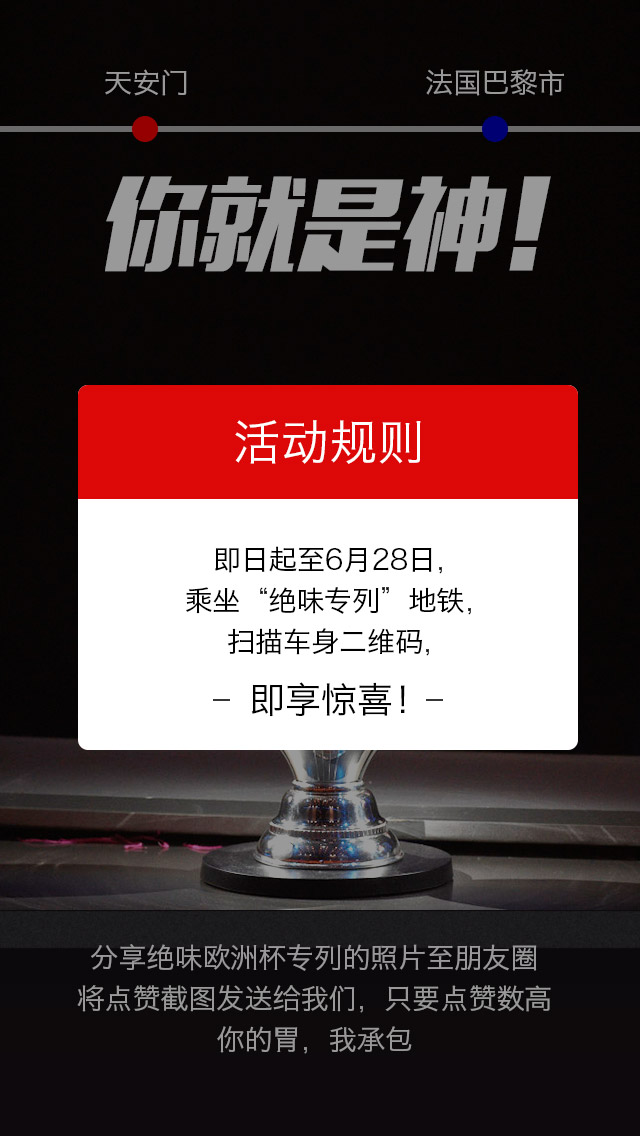 天安门
法国巴黎市
你就是神!
活动规则
即日起至6月28日,
乘坐“绝味专列”地铁,
扫描车身二维码,
- 即享惊喜! -
分享绝味欧洲杯专列的照片至朋友圈
将点赞截图发送给我们，只要点赞数高
你的胃，我承包